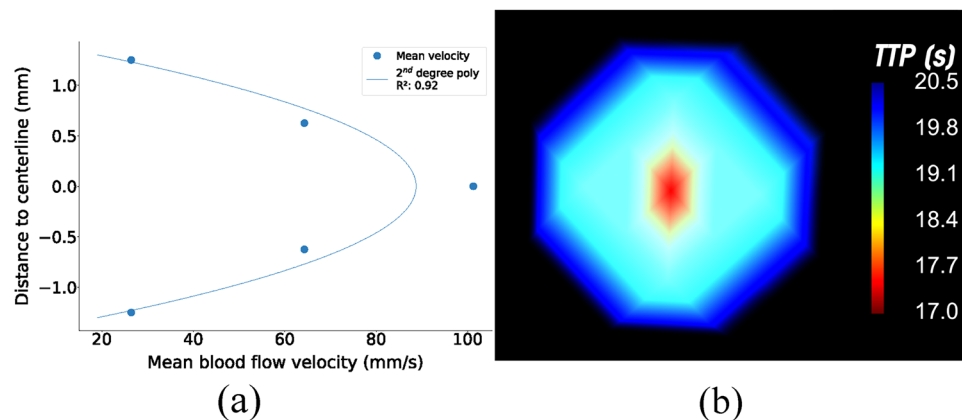 Mean velocity
2nd degree poly
R²: 0.92
Distance to centerline (mm)
1.0
0.5
0.0
−0.5
−1.0
20 40 60 80 100
Mean blood flow velocity (mm/s)
(a)
TTP (s)
20.5
19.8
19.1
18.4
17.7
17.0
(b)